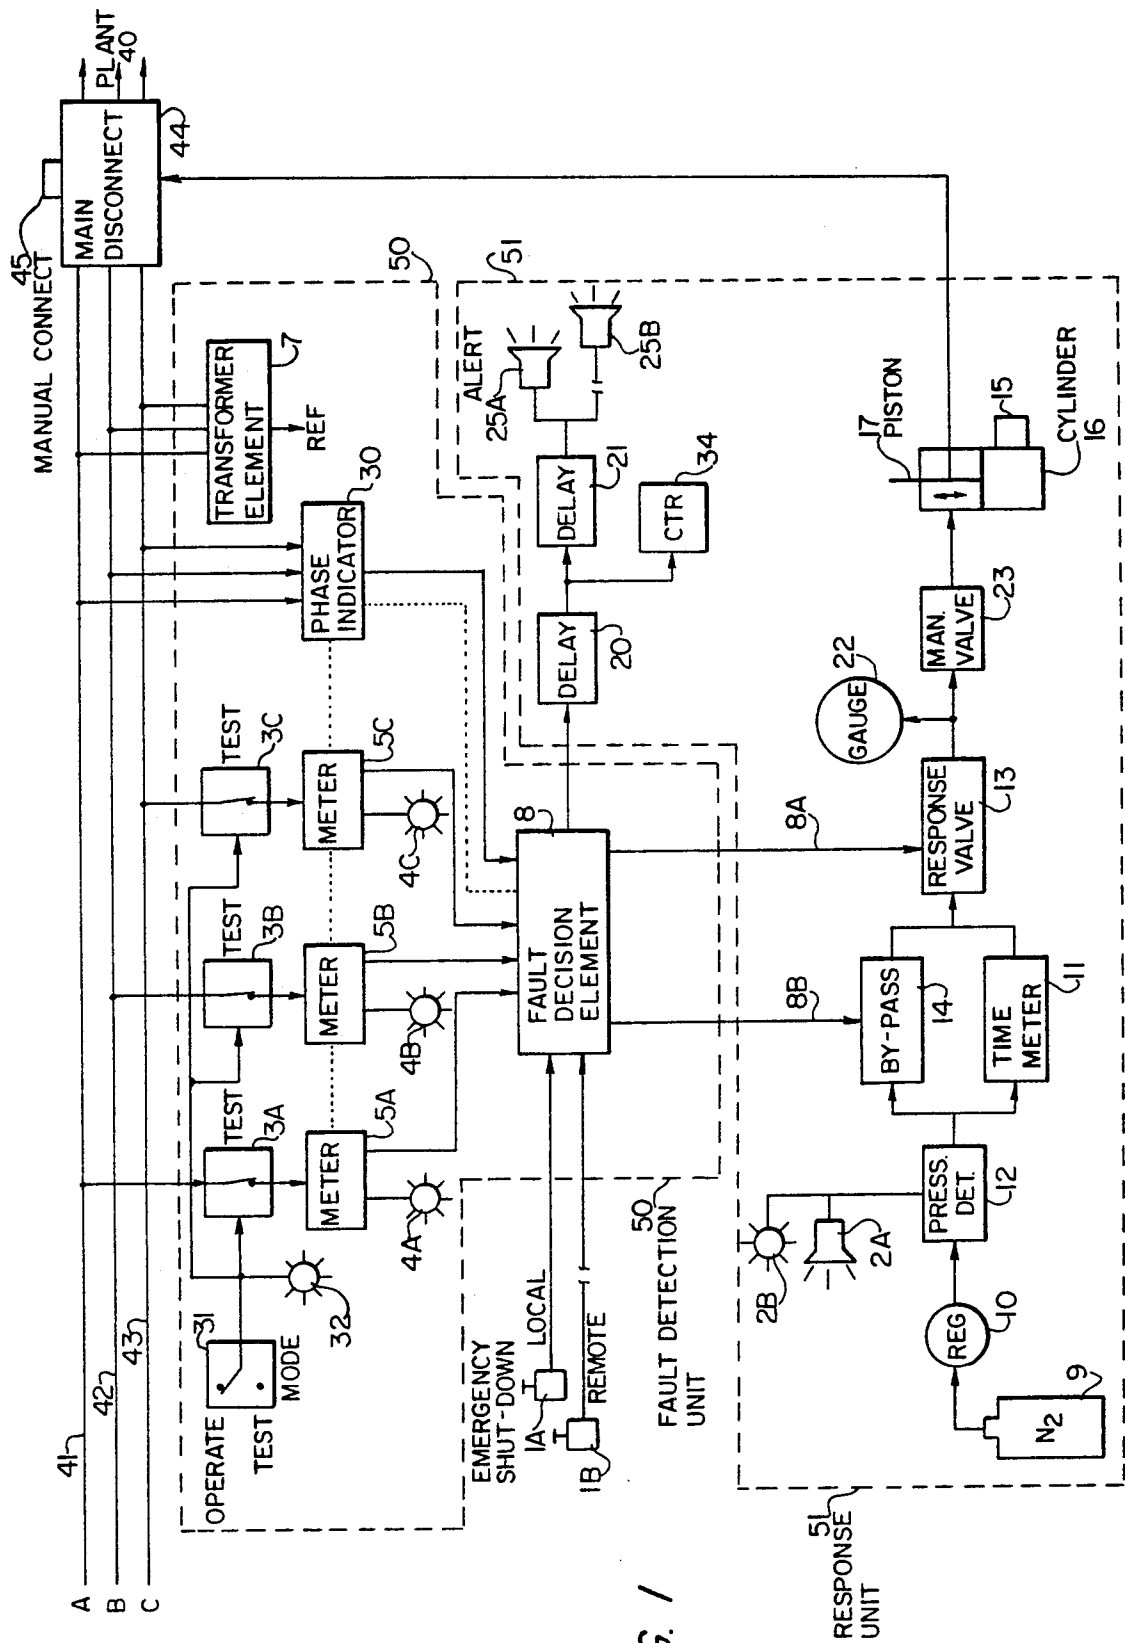 A
B
C
41
42
43
45
MANUAL CONNECT
MAIN
DISCONNECT
44
PLANT
40
OPERATE
TEST
MODE
31
32
TEST
3A
TEST
3B
TEST
3C
METER
5A
METER
5B
METER
5C
4A
4B
4C
PHASE
INDICATOR
30
TRANSFORMER
ELEMENT
7
REF
50
51
EMERGENCY
SHUT-DOWN
1A
LOCAL
1B
REMOTE
FAULT
DECISION
ELEMENT
8
DELAY
20
DELAY
21
CTR
34
ALERT
25A
25B
50
FAULT DETECTION
UNIT
8A
8B
2B
2A
N2
9
REG
10
PRESS.
DET.
12
BY-PASS
14
TIME
METER
11
RESPONSE
VALVE
13
GAUGE
22
MAN.
VALVE
23
17
PISTON
15
CYLINDER
16
51
RESPONSE
UNIT
G. 1